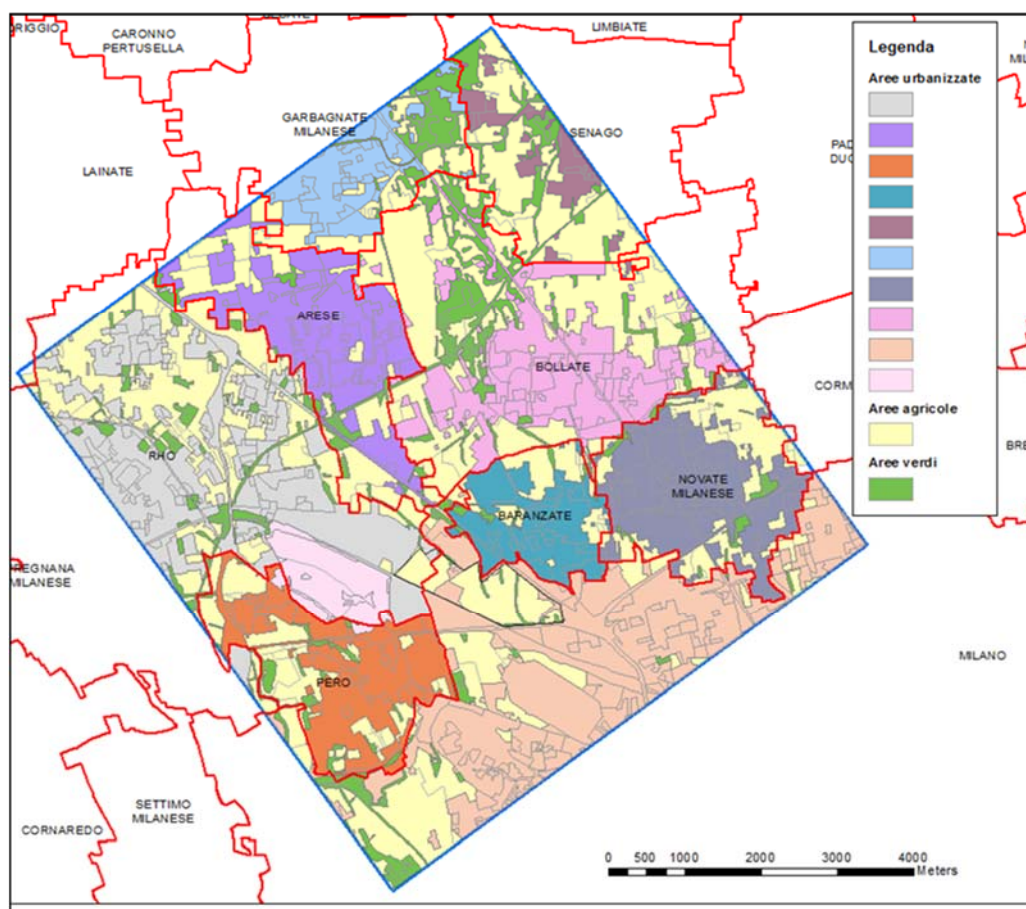 LIMBIATE
CARONNO
PERTUSELLA
Legenda
Aree urbanizzate
GARBAGNATE
MILANESE
SENAGO
LAINATE
ARESE
BOLLATE
Aree agricole
RHO
Aree verdi
NOVATE
MILANESE
BARANZATE
MILANESE
MILANO
PERO
SETTIMO
MILANESE
CORNAREDO
0 500 1000 2000 3000 4000
Meters